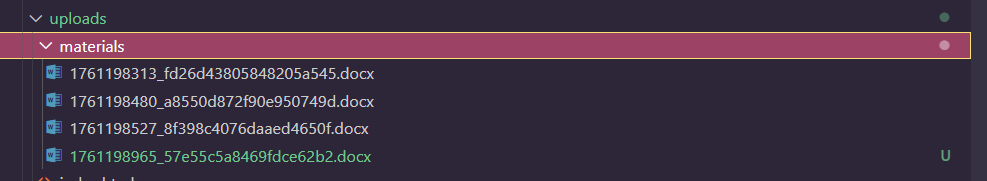 uploads
materials
1761198313_fd26d43805848205a545.docx
1761198480_a8550d872f90e950749d.docx
1761198527_8f398c4076daaed4650f.docx
1761198965_57e55c5a8469fdce62b2.docx U